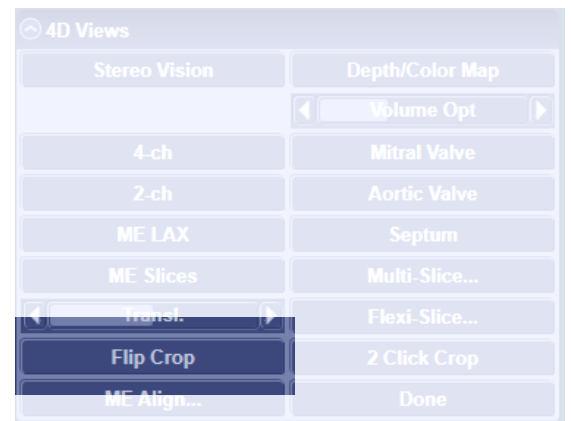 4D Views
Stereo Vision
Depth/Color Map
Volume Opt
4-ch
Mitral Valve
2-ch
Aortic Valve
ME LAX
Septum
ME Slices
Multi-Slice...
Transl.
Flexi-Slice...
Flip Crop
2 Click Crop
ME Align...
Done